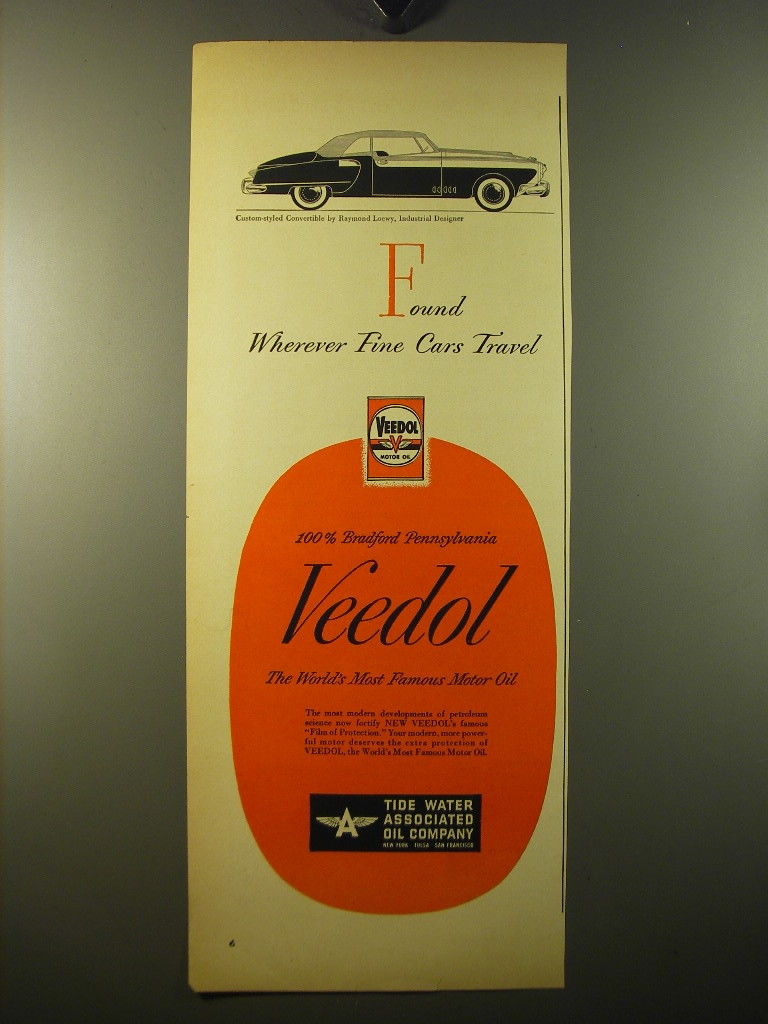 Custom-styled Convertible by Raymond Loewy, Industrial Designer
Found
Wherever Fine Cars Travel
VEEDOL
V
MOTOR OIL
100% Bradford Pennsylvania
Veedol
The World's Most Famous Motor Oil
The most modern developments of petroleum
science now fortify NEW VEEDOL's famous
"Film of Protection." Your modern, more power-
ful motor deserves the extra protection of
VEEDOL, the World's Most Famous Motor Oil.
A
TIDE WATER
ASSOCIATED
OIL COMPANY
NEW YORK TULSA SAN FRANCISCO
6